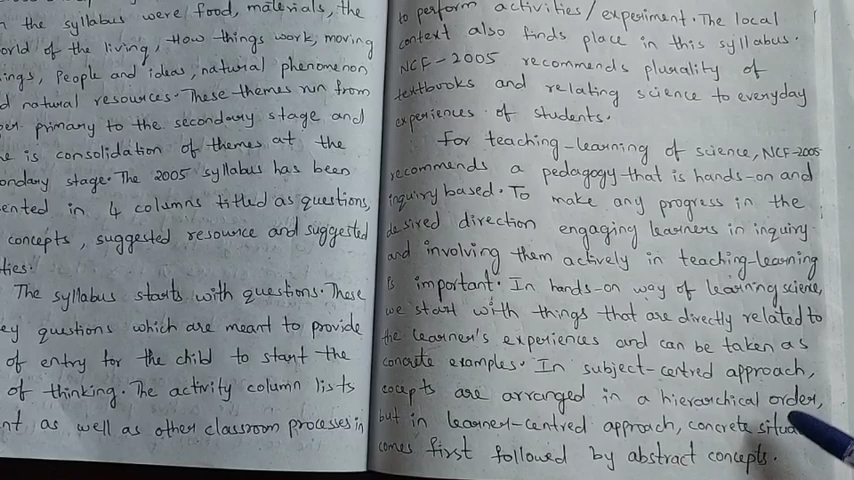 the syllabus were food, materials, the
of the living, How things work, moving
ings, People and ideas, natural phenomenon
natural resources. These themes run from
primary to the secondary stage and
is consolidation of themes at the
ondary stage. The 2005 syllabus has been
ented in 4 columns titled as questions,
concepts, suggested resource and suggested
ties.
The syllabus starts with questions. These
ey questions which are meant to provide
of entry for the child to start the
of thinking. The activity column lists
nt as well as other classroom processes in
to perform activities/experiment. The local
context also finds place in this syllabus.
NCF-2005 recommends plurality of
textbooks and relating science to everyday
experiences of students.
For teaching-learning of science, NCF-2005
recommends a pedagogy that is hands-on and
inquiry based. To make any progress in the
desired direction engaging learners in inquiry
and involving them actively in teaching-learning
is important. In hands-on way of learning science,
we start with things that are directly related to
the learner's experiences and can be taken as
concrete examples. In subject-centred approach,
cocepts are arranged in a hierarchical order,
but in learner-centred approach, concrete situa
comes first followed by abstract concepts.